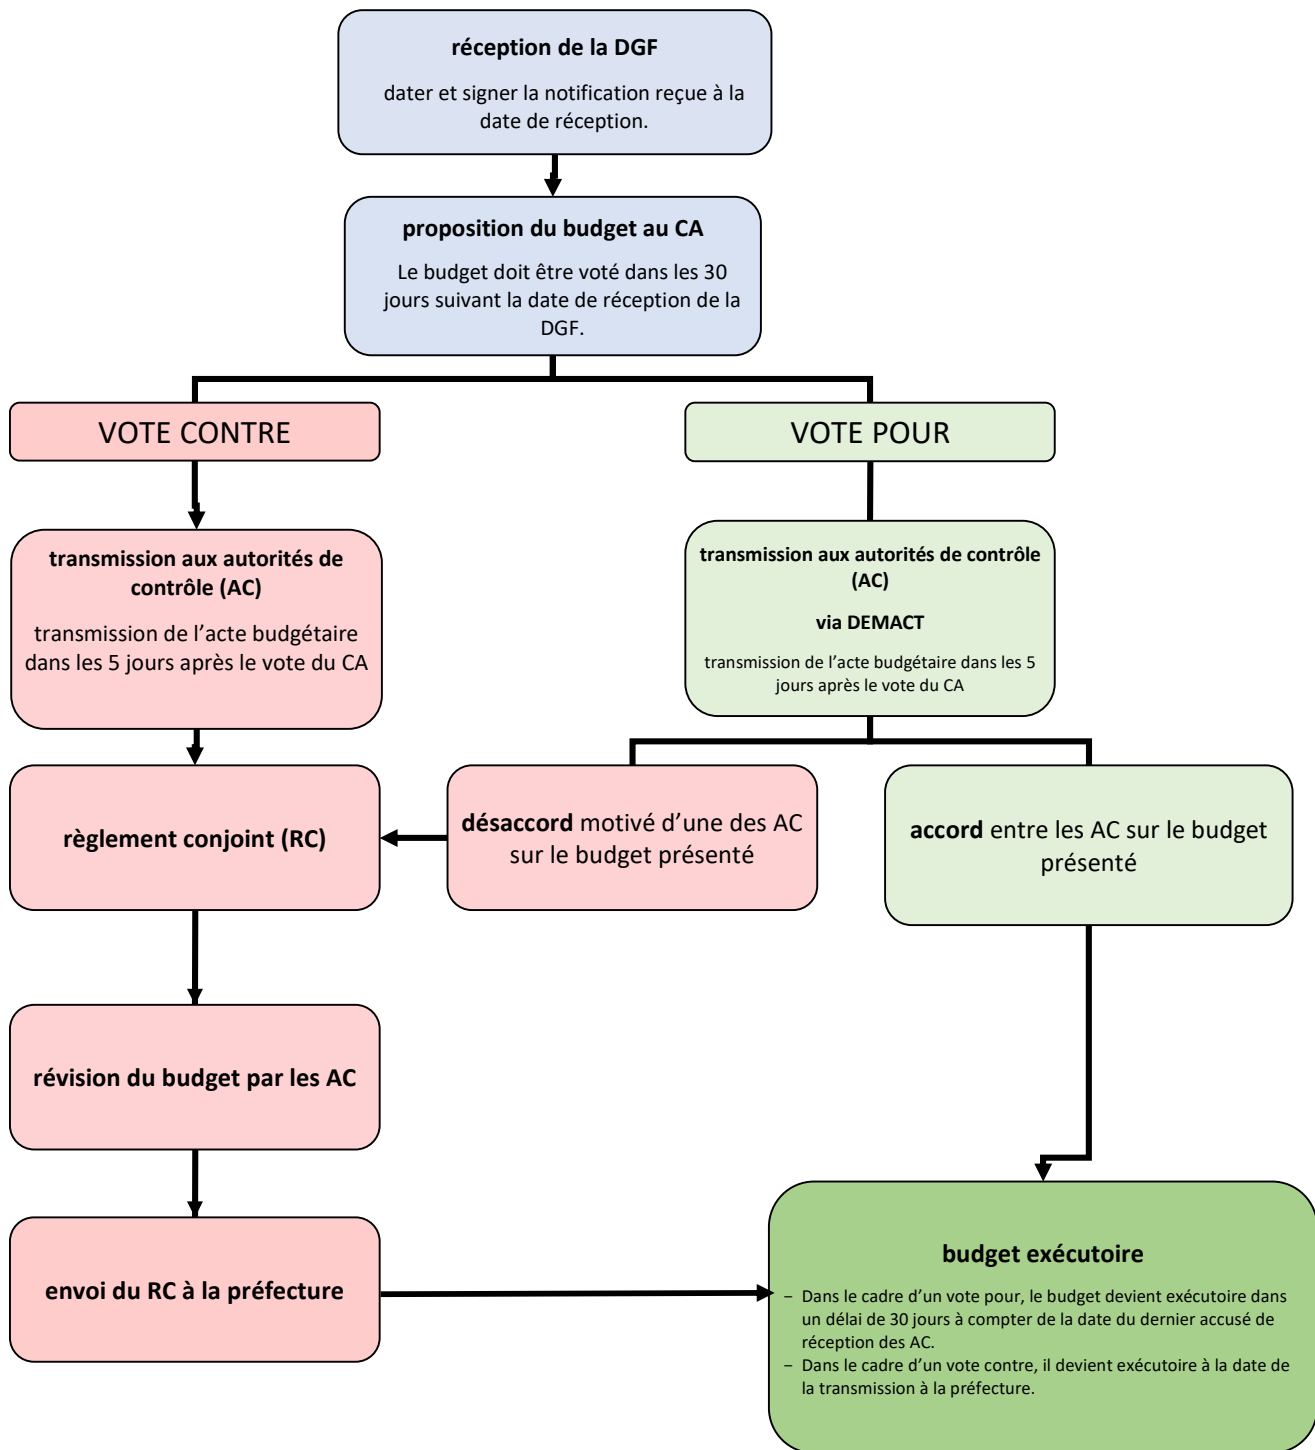 réception de la DGF
dater et signer la notification reçue à la
date de réception.
proposition du budget au CA
Le budget doit être voté dans les 30
jours suivant la date de réception de la
DGF.
VOTE CONTRE
VOTE POUR
transmission aux autorités de
contrôle (AC)
transmission de l’acte budgétaire
dans les 5 jours après le vote du CA
transmission aux autorités de contrôle
(AC)
via DEMACT
transmission de l’acte budgétaire dans les 5
jours après le vote du CA
règlement conjoint (RC)
désaccord motivé d’une des AC
sur le budget présenté
accord entre les AC sur le budget
présenté
révision du budget par les AC
envoi du RC à la préfecture
budget exécutoire
− Dans le cadre d’un vote pour, le budget devient exécutoire dans
un délai de 30 jours à compter de la date du dernier accusé de
réception des AC.
− Dans le cadre d’un vote contre, il devient exécutoire à la date de
la transmission à la préfecture.